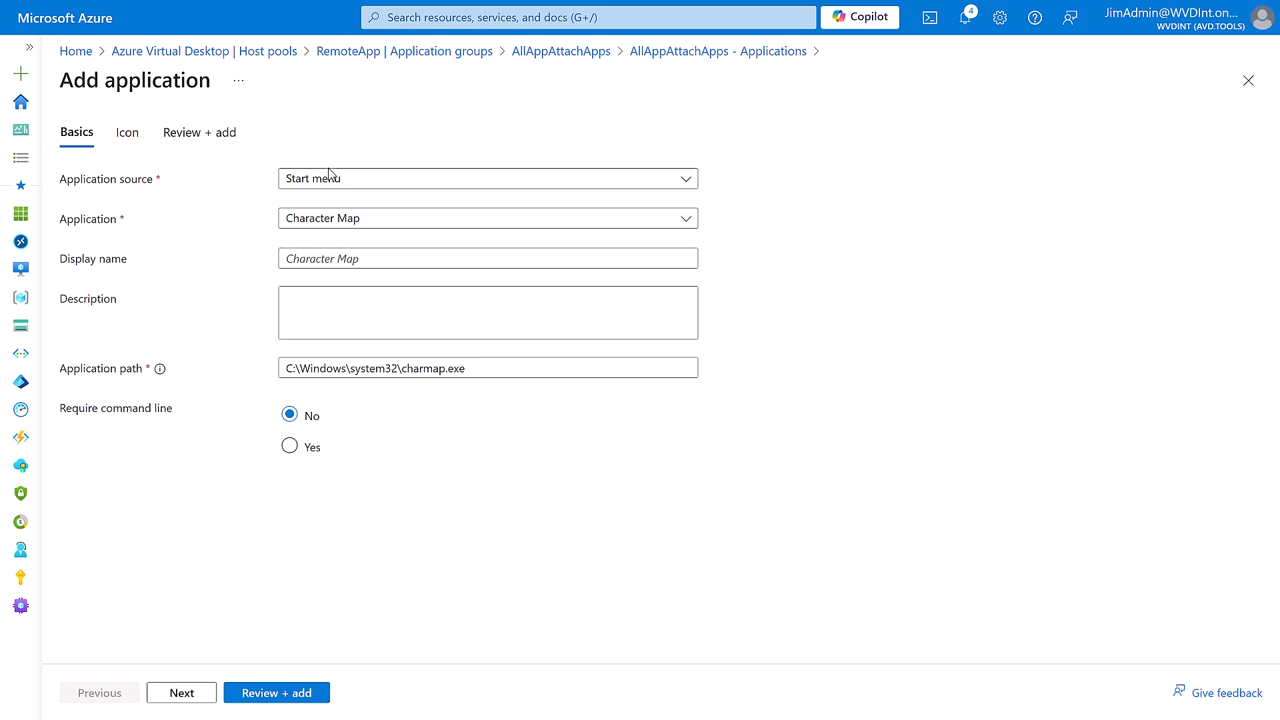 Microsoft Azure
Search resources, services, and docs (G+/)
Copilot
4
JimAdmin@WVDInt.on...
WVDINT (AVD.TOOLS)
Home > Azure Virtual Desktop | Host pools > RemoteApp | Application groups > AllAppAttachApps > AllAppAttachApps - Applications >
Add application ...
Basics Icon Review + add
Application source * Start menu
Application * Character Map
Display name Character Map
Description
Application path * C:\Windows\system32\charmap.exe
Require command line No
Yes
Previous Next Review + add Give feedback